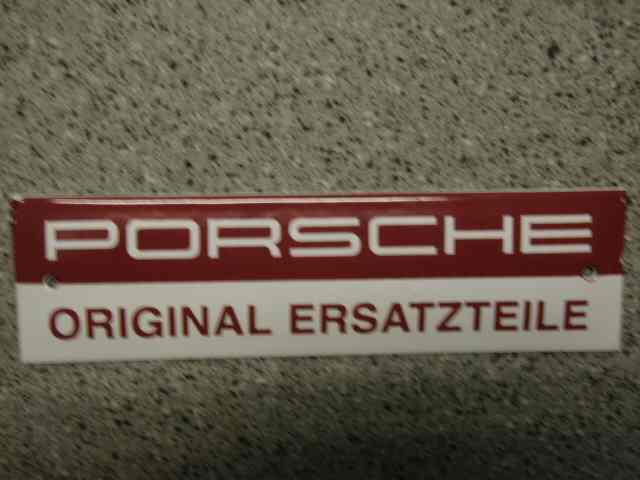 PORSCHE
ORIGINAL ERSATZTEILE